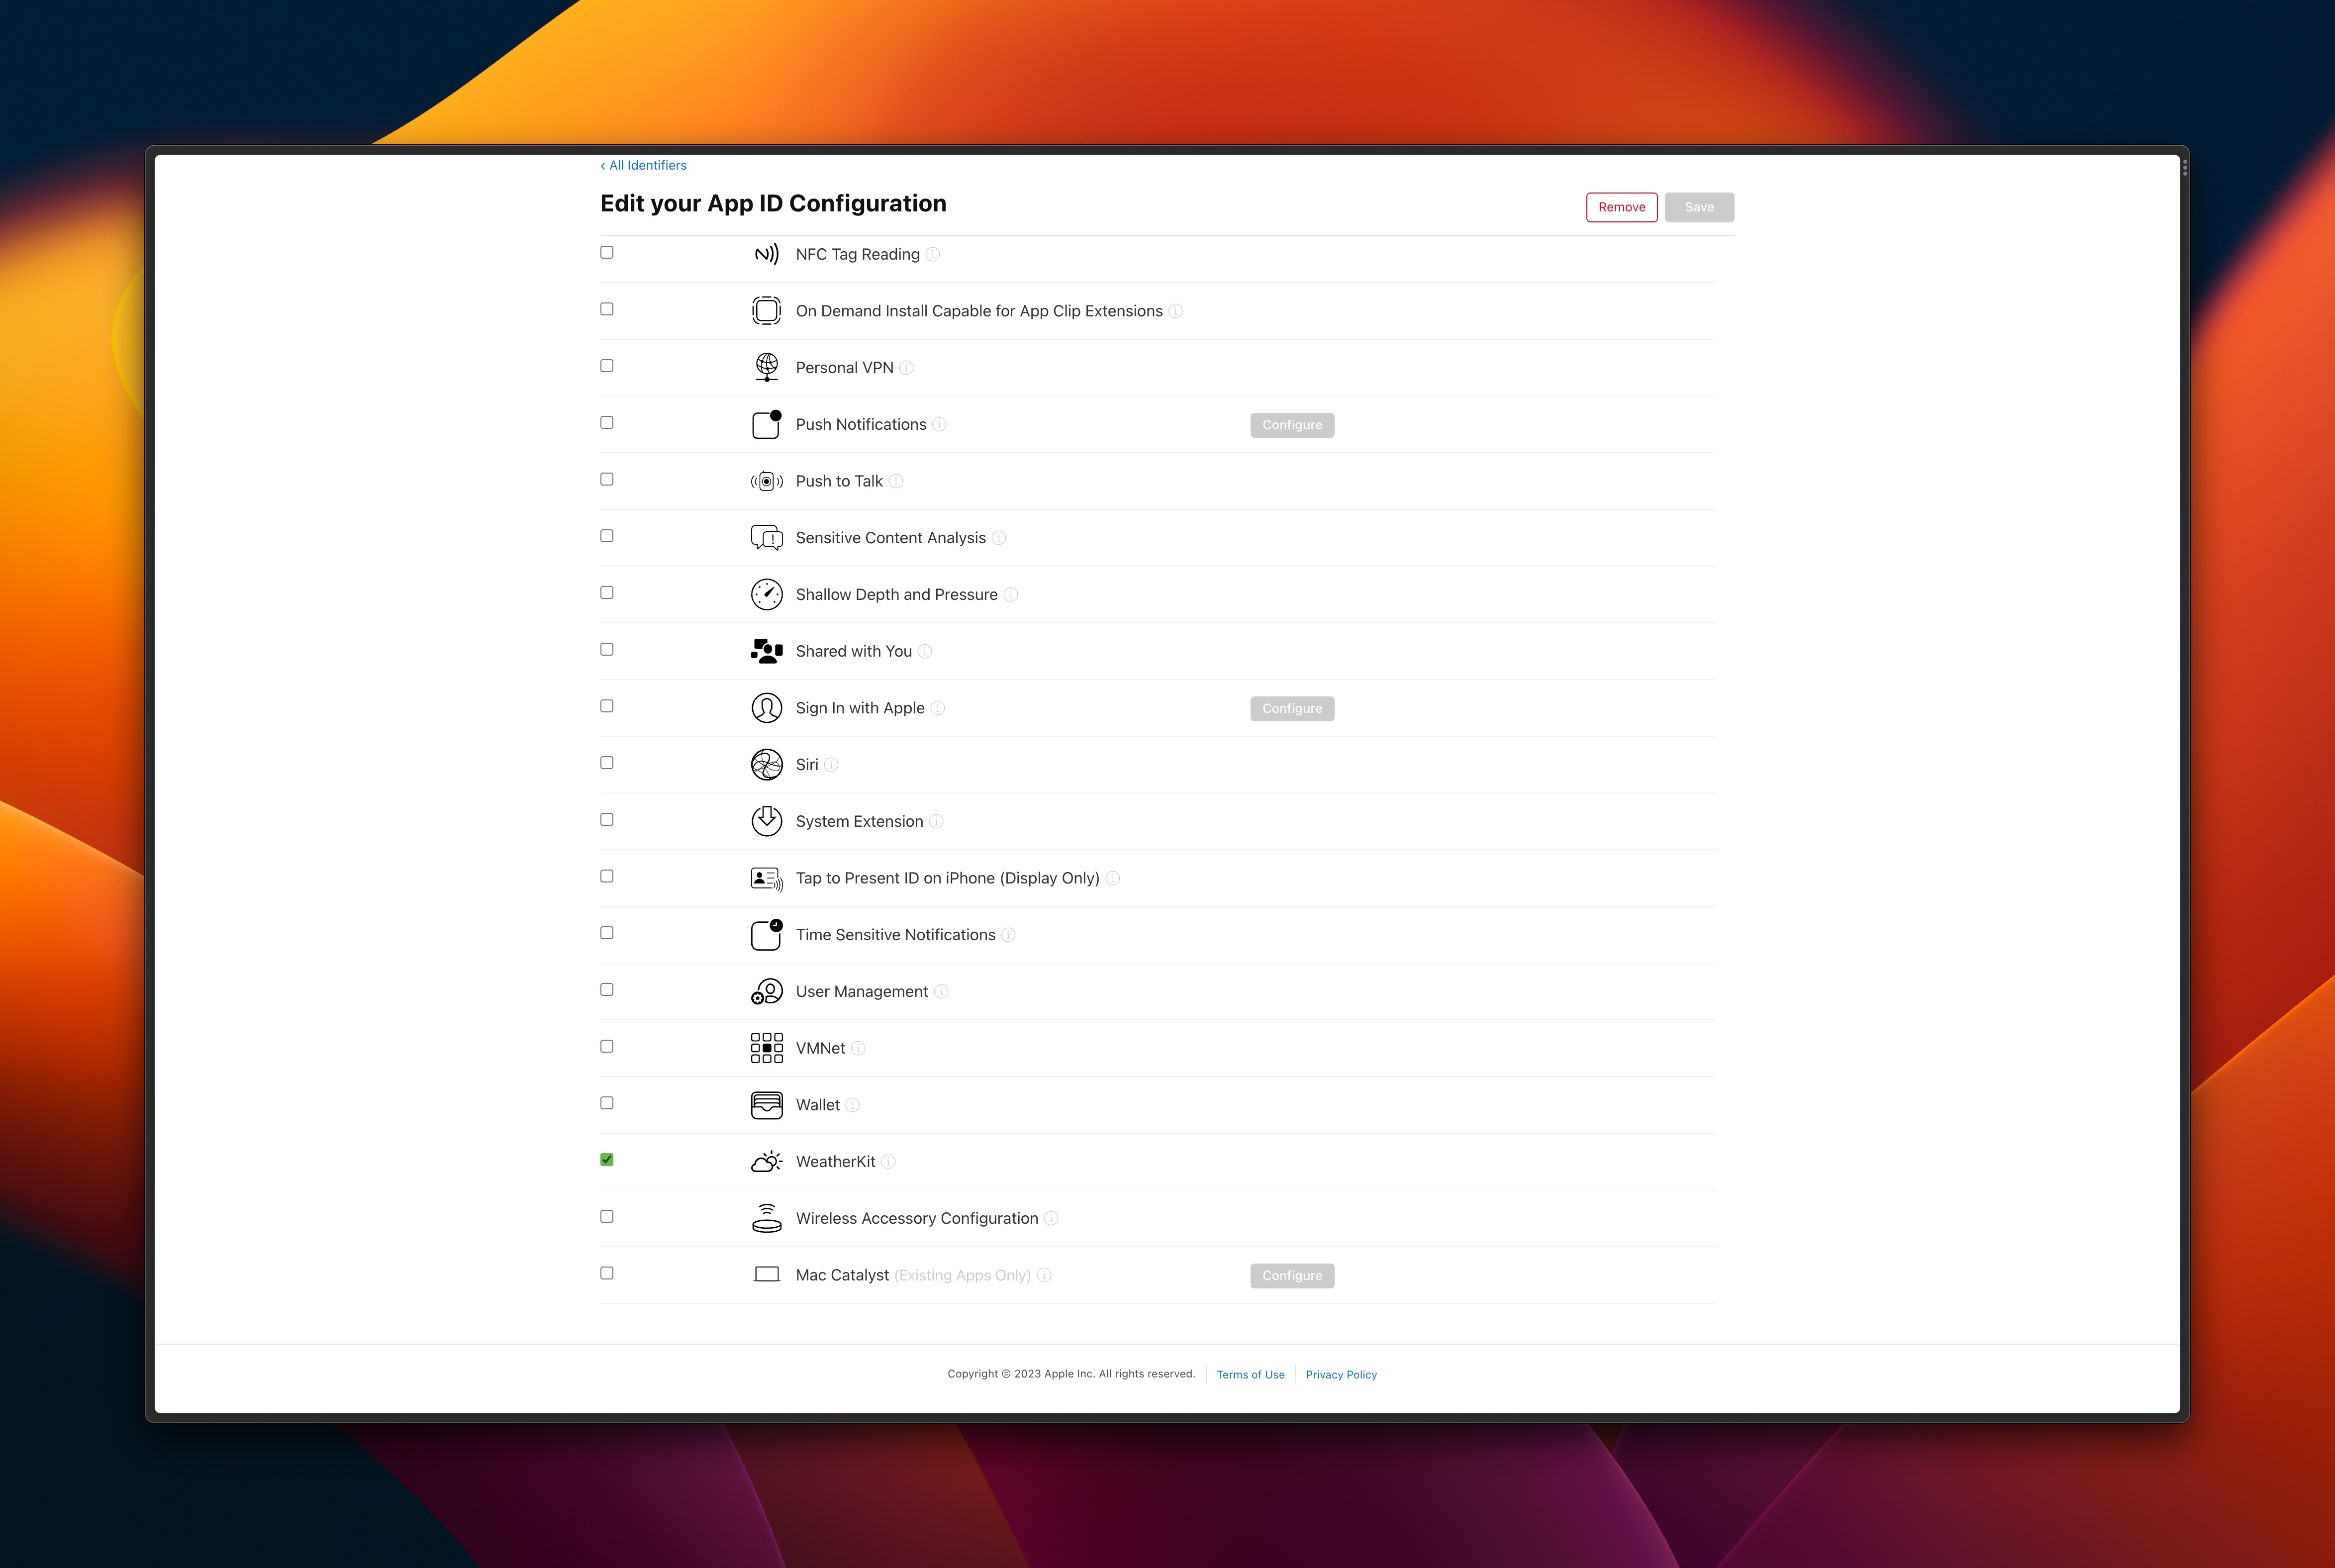 ‹ All Identifiers
Edit your App ID Configuration
Remove
Save
NFC Tag Reading
On Demand Install Capable for App Clip Extensions
Personal VPN
Push Notifications
Configure
Push to Talk
Sensitive Content Analysis
Shallow Depth and Pressure
Shared with You
Sign In with Apple
Configure
Siri
System Extension
Tap to Present ID on iPhone (Display Only)
Time Sensitive Notifications
User Management
VMNet
Wallet
WeatherKit
Wireless Accessory Configuration
Mac Catalyst (Existing Apps Only)
Configure
Copyright © 2023 Apple Inc. All rights reserved.
Terms of Use
Privacy Policy